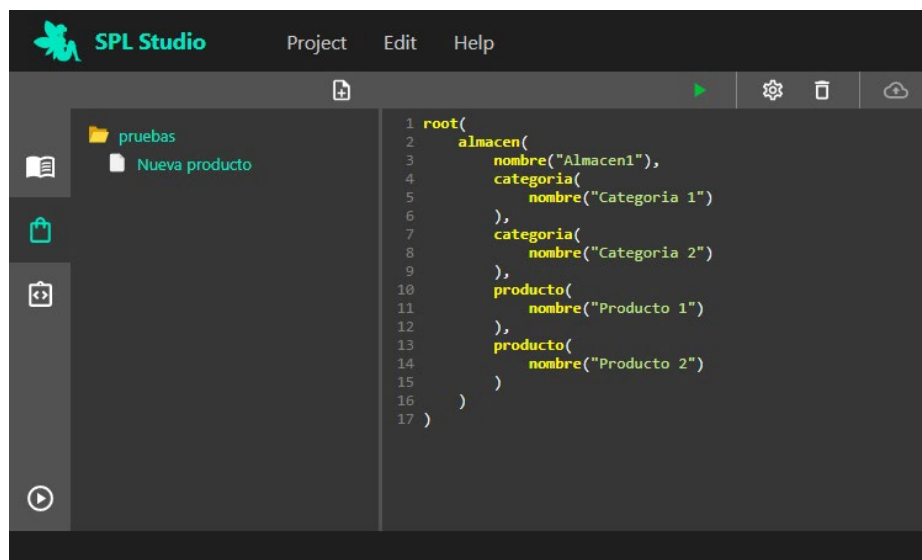 SPL Studio Project Edit Help
pruebas
Nueva producto
1 root(
2 almacen(
3 nombre("Almacen1"),
4 categoria(
5 nombre("Categoria 1")
6 ),
7 categoria(
8 nombre("Categoria 2")
9 ),
10 producto(
11 nombre("Producto 1")
12 ),
13 producto(
14 nombre("Producto 2")
15 )
16 )
17 )